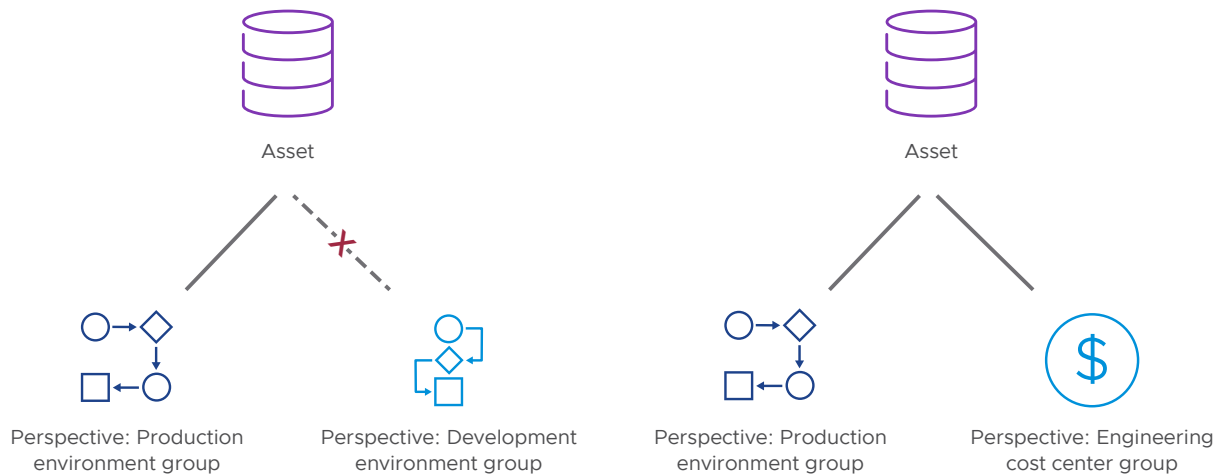 Asset
Asset
Perspective: Production
environment group
Perspective: Development
environment group
Perspective: Production
environment group
$
Perspective: Engineering
cost center group